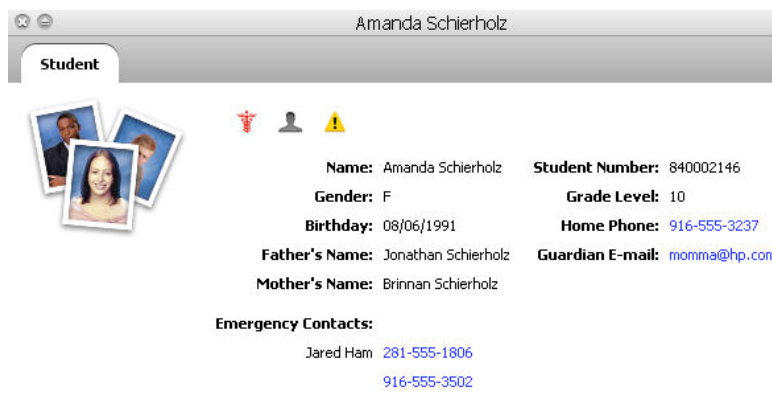 Amanda Schierholz
Student
Name: Amanda Schierholz Student Number: 840002146
Gender: F Grade Level: 10
Birthday: 08/06/1991 Home Phone: 916-555-3237
Father's Name: Jonathan Schierholz Guardian E-mail: momma@hp.com
Mother's Name: Brinnan Schierholz
Emergency Contacts:
Jared Ham 281-555-1806
916-555-3502